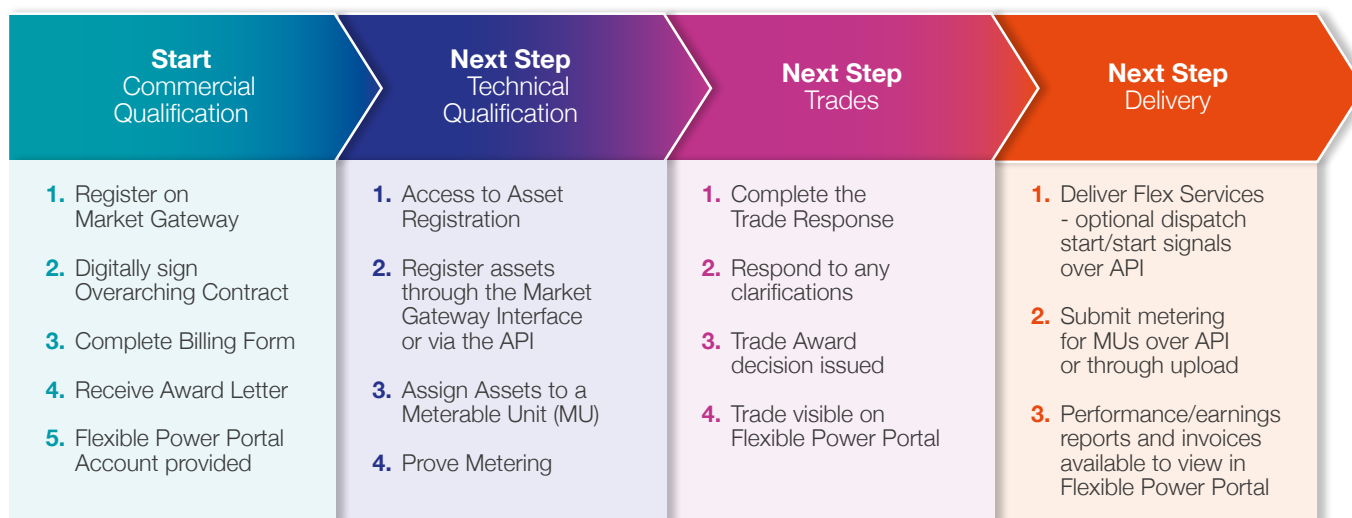 Start
Commercial
Qualification
Next Step
Technical
Qualification
Next Step
Trades
Next Step
Delivery
1. Register on
Market Gateway
2. Digitally sign
Overarching Contract
3. Complete Billing Form
4. Receive Award Letter
5. Flexible Power Portal
Account provided
1. Access to Asset
Registration
2. Register assets
through the Market
Gateway Interface
or via the API
3. Assign Assets to a
Meterable Unit (MU)
4. Prove Metering
1. Complete the
Trade Response
2. Respond to any
clarifications
3. Trade Award
decision issued
4. Trade visible on
Flexible Power Portal
1. Deliver Flex Services
- optional dispatch
start/start signals
over API
2. Submit metering
for MUs over API
or through upload
3. Performance/earnings
reports and invoices
available to view in
Flexible Power Portal